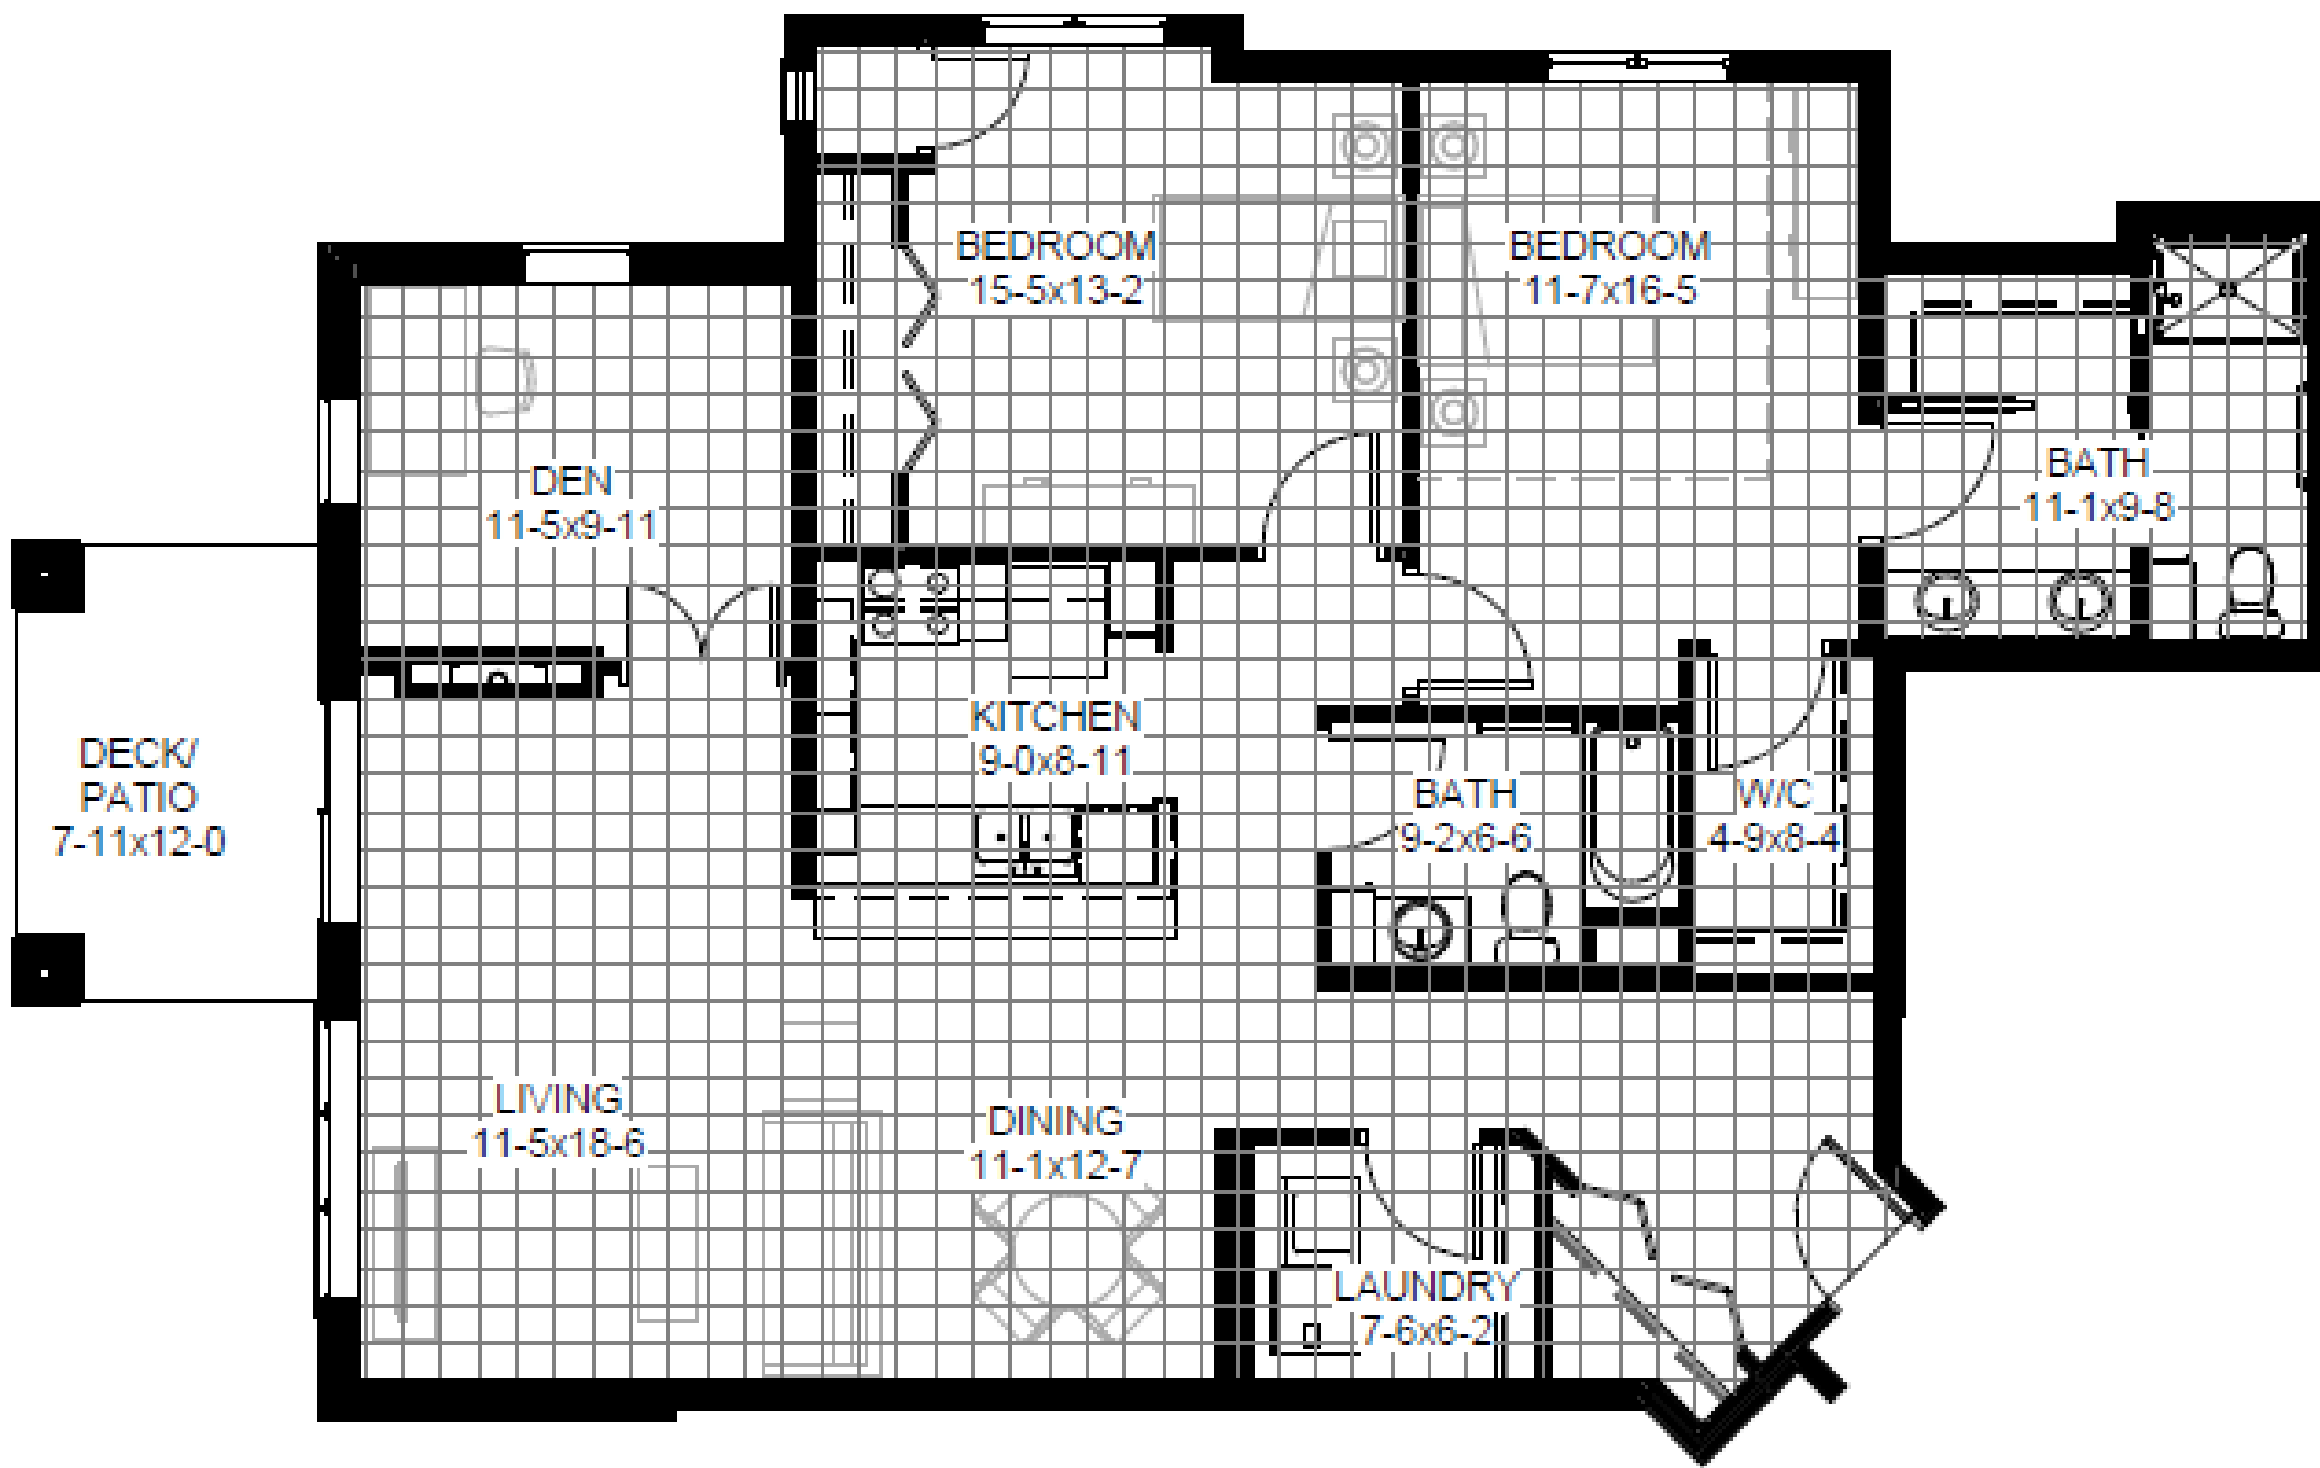 BEDROOM
15-5x13-2
BEDROOM
11-7x16-5
DEN
11-5x9-11
BATH
11-1x9-8
DECK/
PATIO
7-11x12-0
KITCHEN
9-0x8-11
BATH
9-2x6-6
W/C
4-9x8-4
LIVING
11-5x18-6
DINING
11-1x12-7
LAUNDRY
7-6x6-2